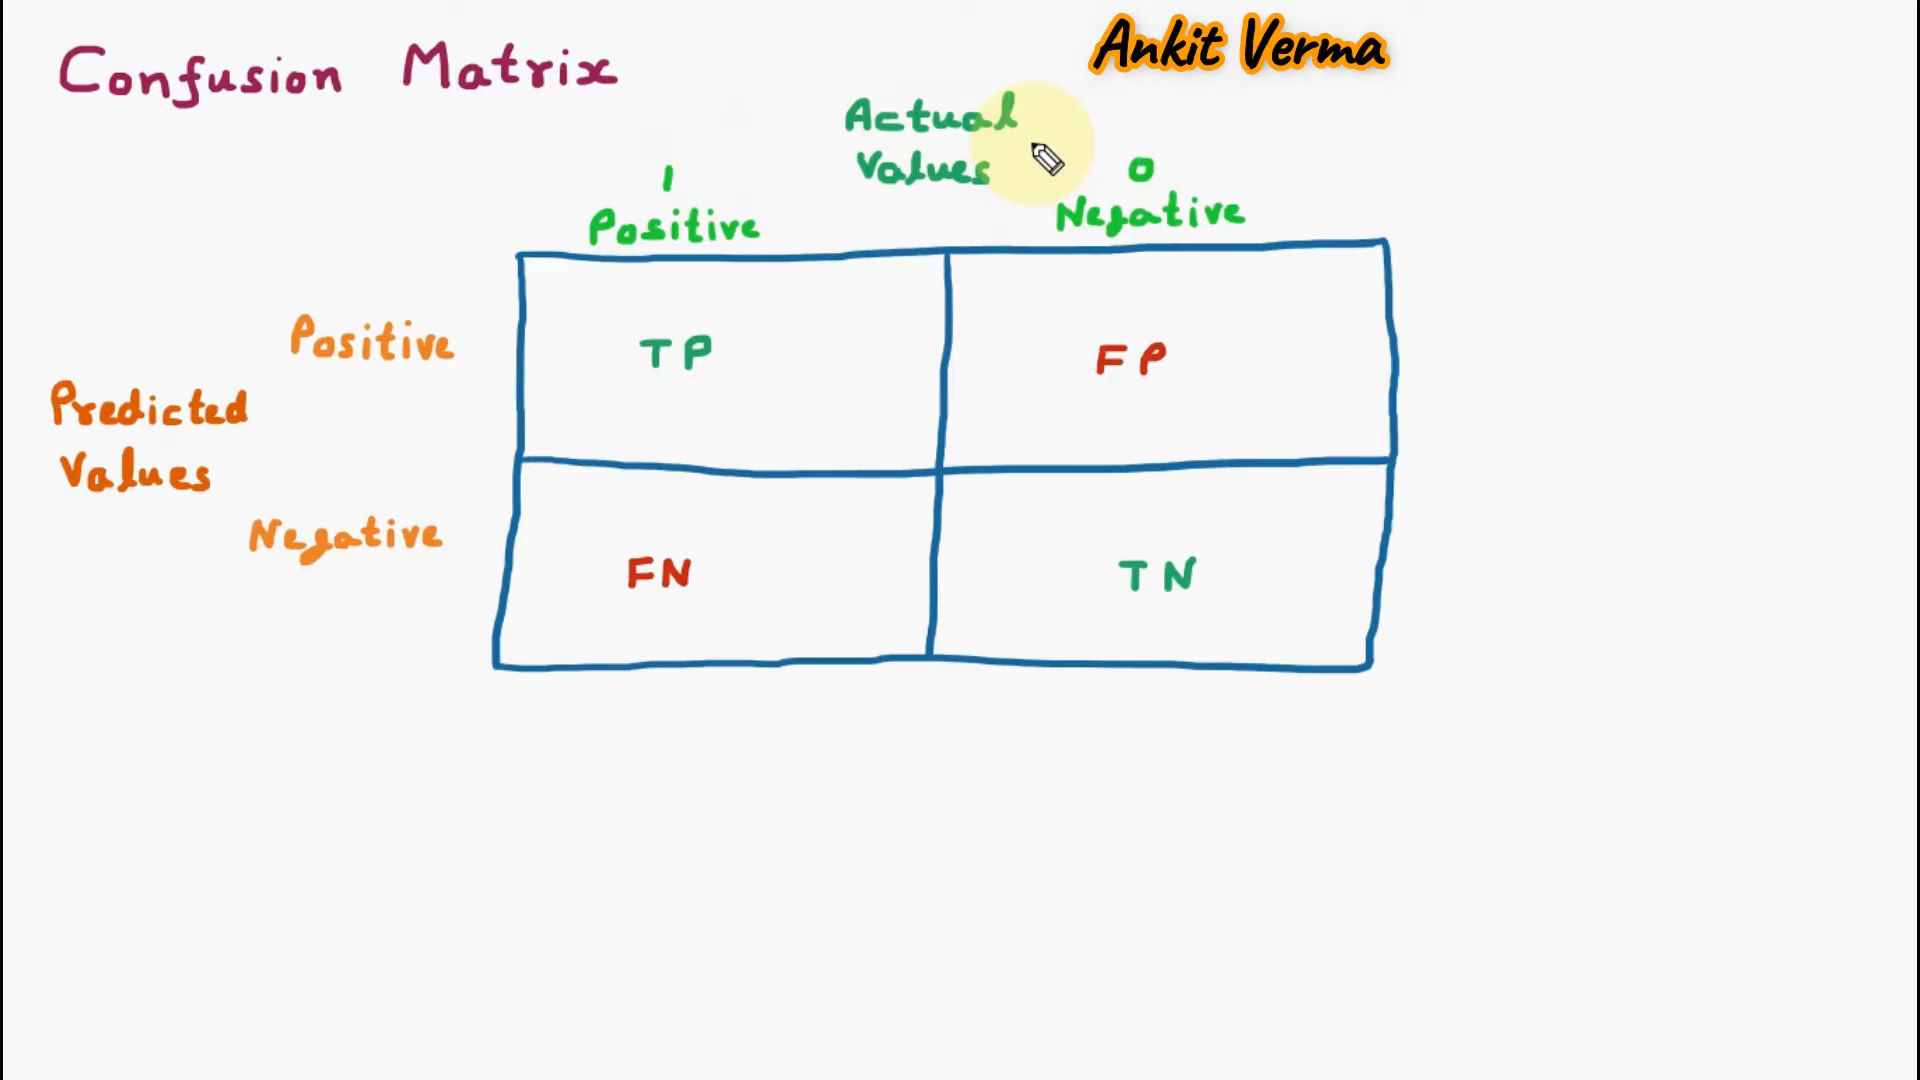 Confusion Matrix
Ankit Verma
Actual
Values
1
0
Positive
Negative
Positive
TP
FP
Predicted
Values
Negative
FN
TN